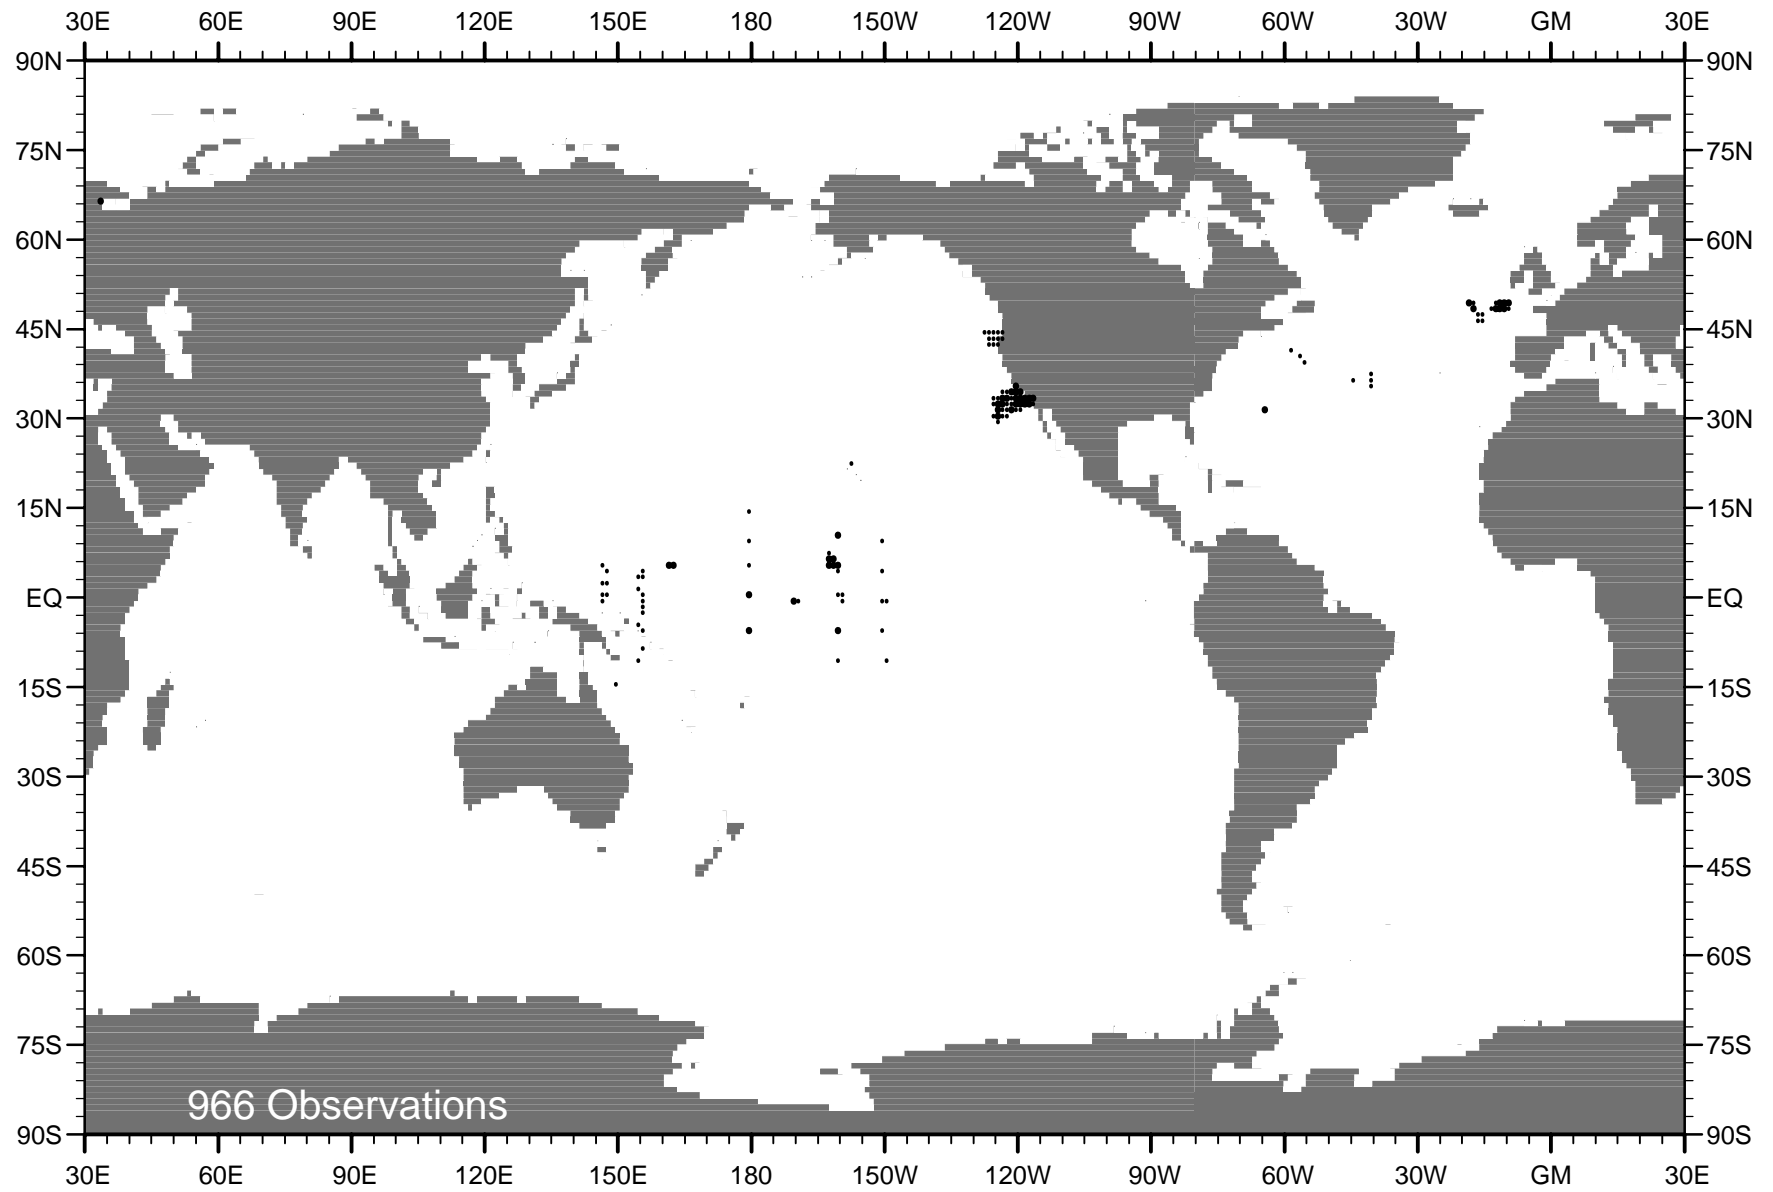 30E 60E 90E 120E 150E 180 150W 120W 90W 60W 30W GM 30E
90N 90N
75N 75N
60N 60N
45N 45N
30N 30N
15N 15N
EQ EQ
15S 15S
30S 30S
45S 45S
60S 60S
75S 75S
966 Observations
90S 90S
30E 60E 90E 120E 150E 180 150W 120W 90W 60W 30W GM 30E